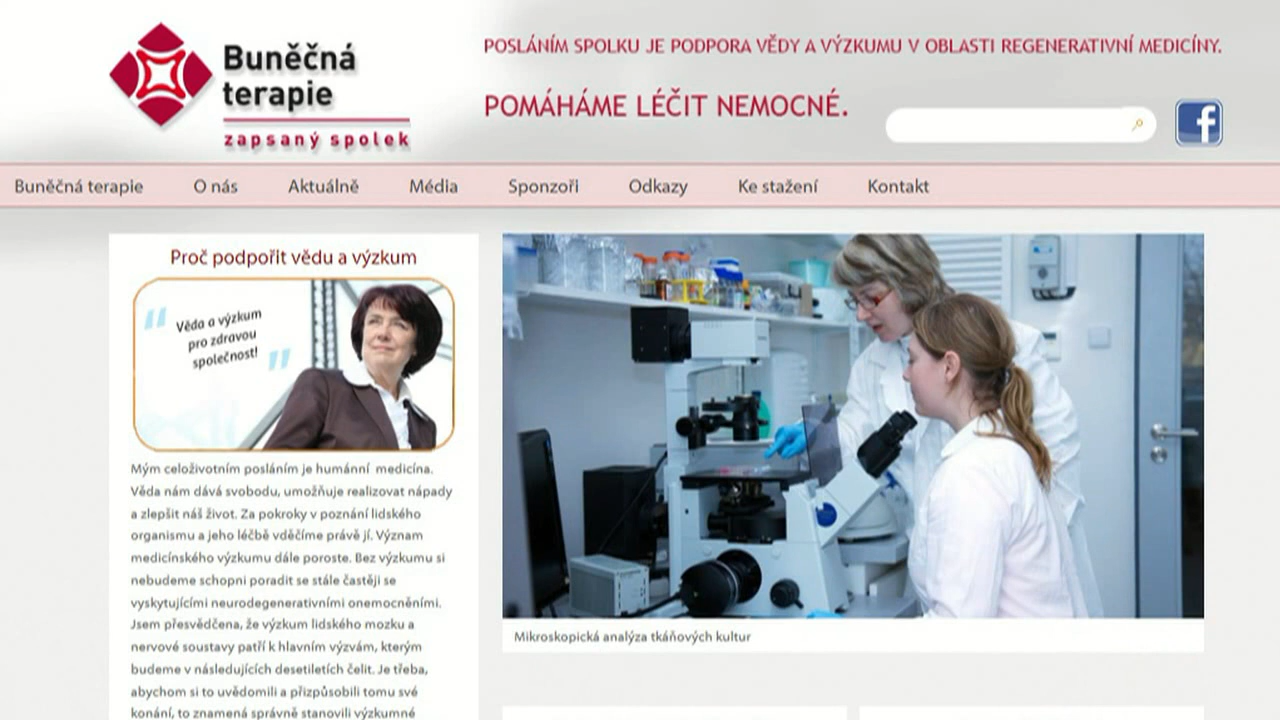 Buněčná
terapie
zapsaný spolek
POSLÁNÍM SPOLKU JE PODPORA VĚDY A VÝZKUMU V OBLASTI REGENERATIVNÍ MEDICÍNY.
POMÁHÁME LÉČIT NEMOCNÉ.
f
Buněčná terapie O nás Aktuálně Média Sponzoři Odkazy Ke stažení Kontakt
Proč podpořit vědu a výzkum
" Věda a výzkum
pro zdravou
společnost! "
Mým celoživotním posláním je humánní medicína.
Věda nám dává svobodu, umožňuje realizovat nápady
a zlepšit náš život. Za pokroky v poznání lidského
organismu a jeho léčbě vděčíme právě jí. Význam
medicínského výzkumu dále poroste. Bez výzkumu si
nebudeme schopni poradit se stále častěji se
vyskytujícími neurodegenerativními onemocněními.
Jsem přesvědčena, že výzkum lidského mozku a
nervové soustavy patří k hlavním výzvám, kterým
budeme v následujících desetiletích čelit. Je třeba,
abychom si to uvědomili a přizpůsobili tomu své
konání, to znamená správně stanovili výzkumné
Mikroskopická analýza tkáňových kultur